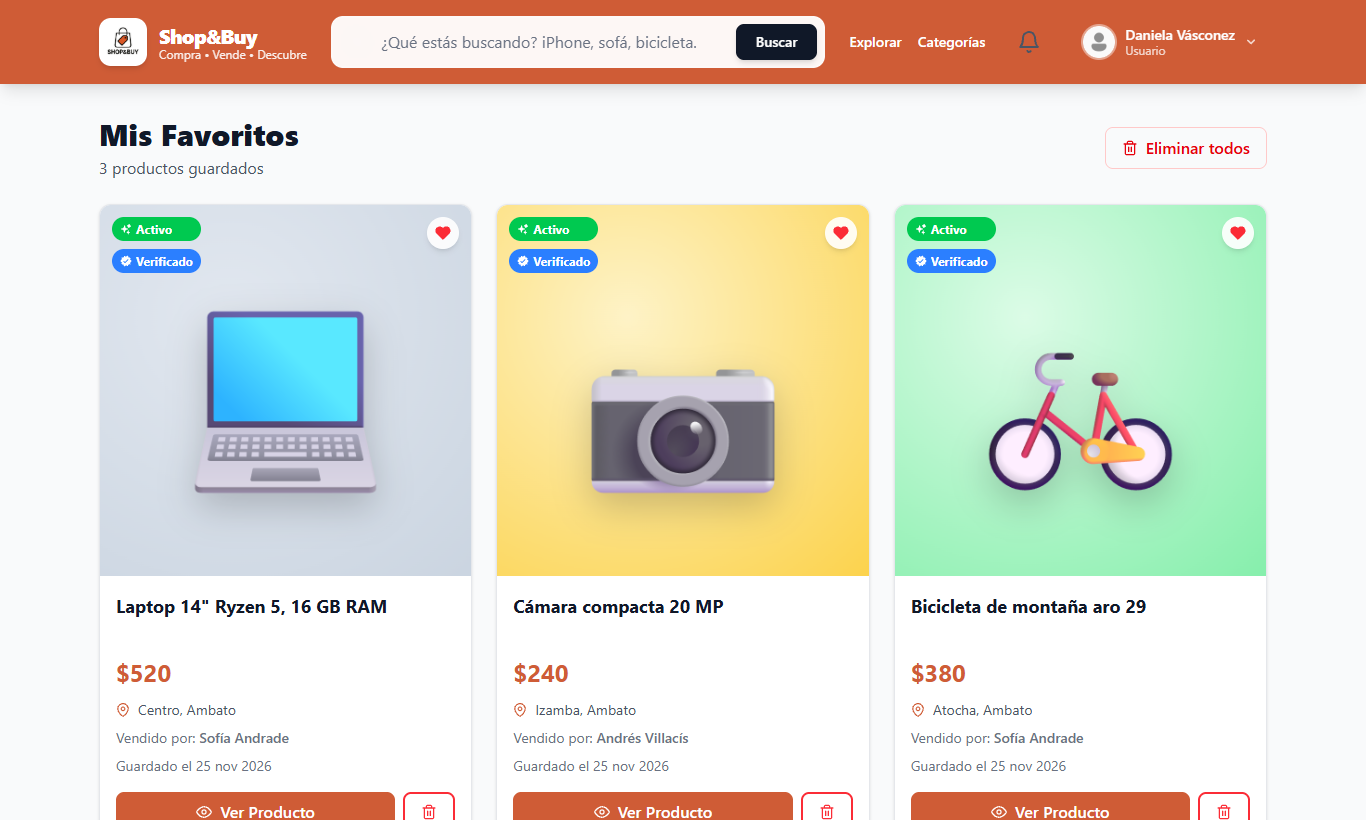 SHOP&BUY
Shop&Buy
Compra • Vende • Descubre
¿Qué estás buscando? iPhone, sofá, bicicleta.
Buscar
Explorar
Categorías
Daniela Vásconez
Usuario
Mis Favoritos
3 productos guardados
Eliminar todos
Activo
Verificado
Activo
Verificado
Activo
Verificado
Laptop 14" Ryzen 5, 16 GB RAM
$520
Centro, Ambato
Vendido por: Sofía Andrade
Guardado el 25 nov 2026
Ver Producto
Cámara compacta 20 MP
$240
Izamba, Ambato
Vendido por: Andrés Villacís
Guardado el 25 nov 2026
Ver Producto
Bicicleta de montaña aro 29
$380
Atocha, Ambato
Vendido por: Sofía Andrade
Guardado el 25 nov 2026
Ver Producto